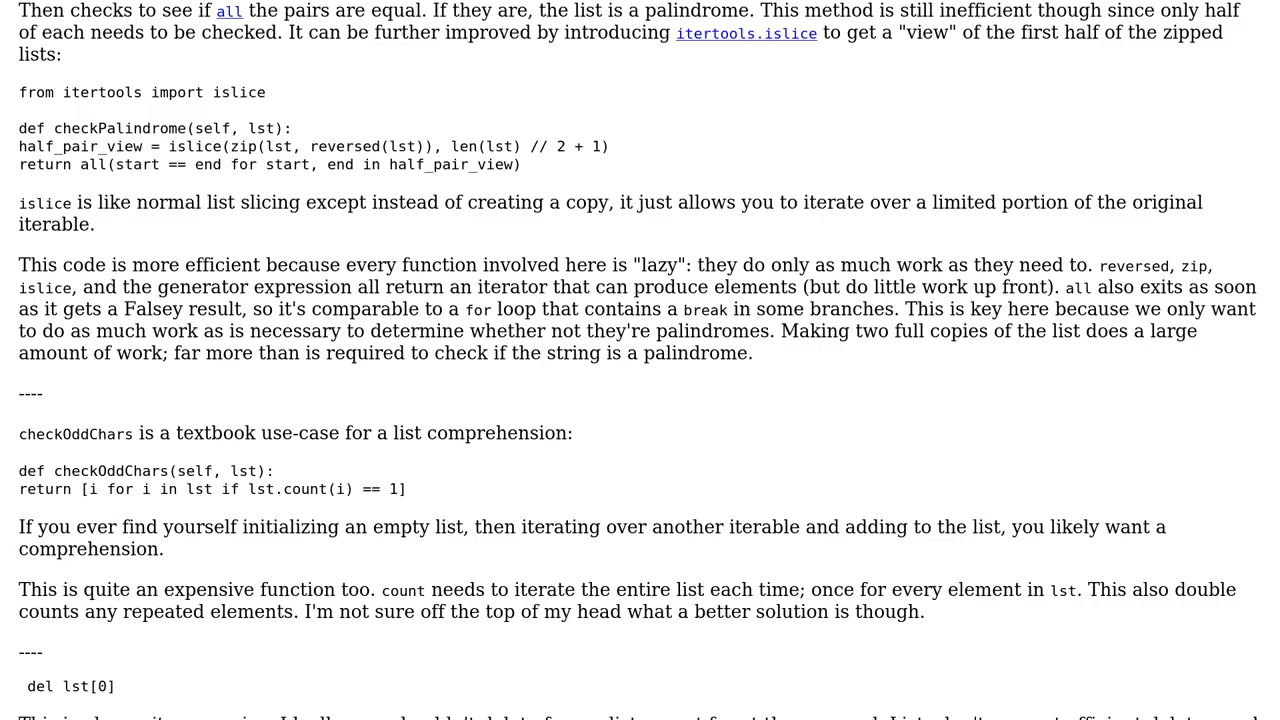 Then checks to see if all the pairs are equal. If they are, the list is a palindrome. This method is still inefficient though since only half
of each needs to be checked. It can be further improved by introducing itertools.islice to get a "view" of the first half of the zipped
lists:
from itertools import islice
def checkPalindrome(self, lst):
half_pair_view = islice(zip(lst, reversed(lst)), len(lst) // 2 + 1)
return all(start == end for start, end in half_pair_view)
islice is like normal list slicing except instead of creating a copy, it just allows you to iterate over a limited portion of the original
iterable.
This code is more efficient because every function involved here is "lazy": they do only as much work as they need to. reversed, zip,
islice, and the generator expression all return an iterator that can produce elements (but do little work up front). all also exits as soon
as it gets a Falsey result, so it's comparable to a for loop that contains a break in some branches. This is key here because we only want
to do as much work as is necessary to determine whether not they're palindromes. Making two full copies of the list does a large
amount of work; far more than is required to check if the string is a palindrome.
----
checkOddChars is a textbook use-case for a list comprehension:
def checkOddChars(self, lst):
return [i for i in lst if lst.count(i) == 1]
If you ever find yourself initializing an empty list, then iterating over another iterable and adding to the list, you likely want a
comprehension.
This is quite an expensive function too. count needs to iterate the entire list each time; once for every element in lst. This also double
counts any repeated elements. I'm not sure off the top of my head what a better solution is though.
----
del lst[0]